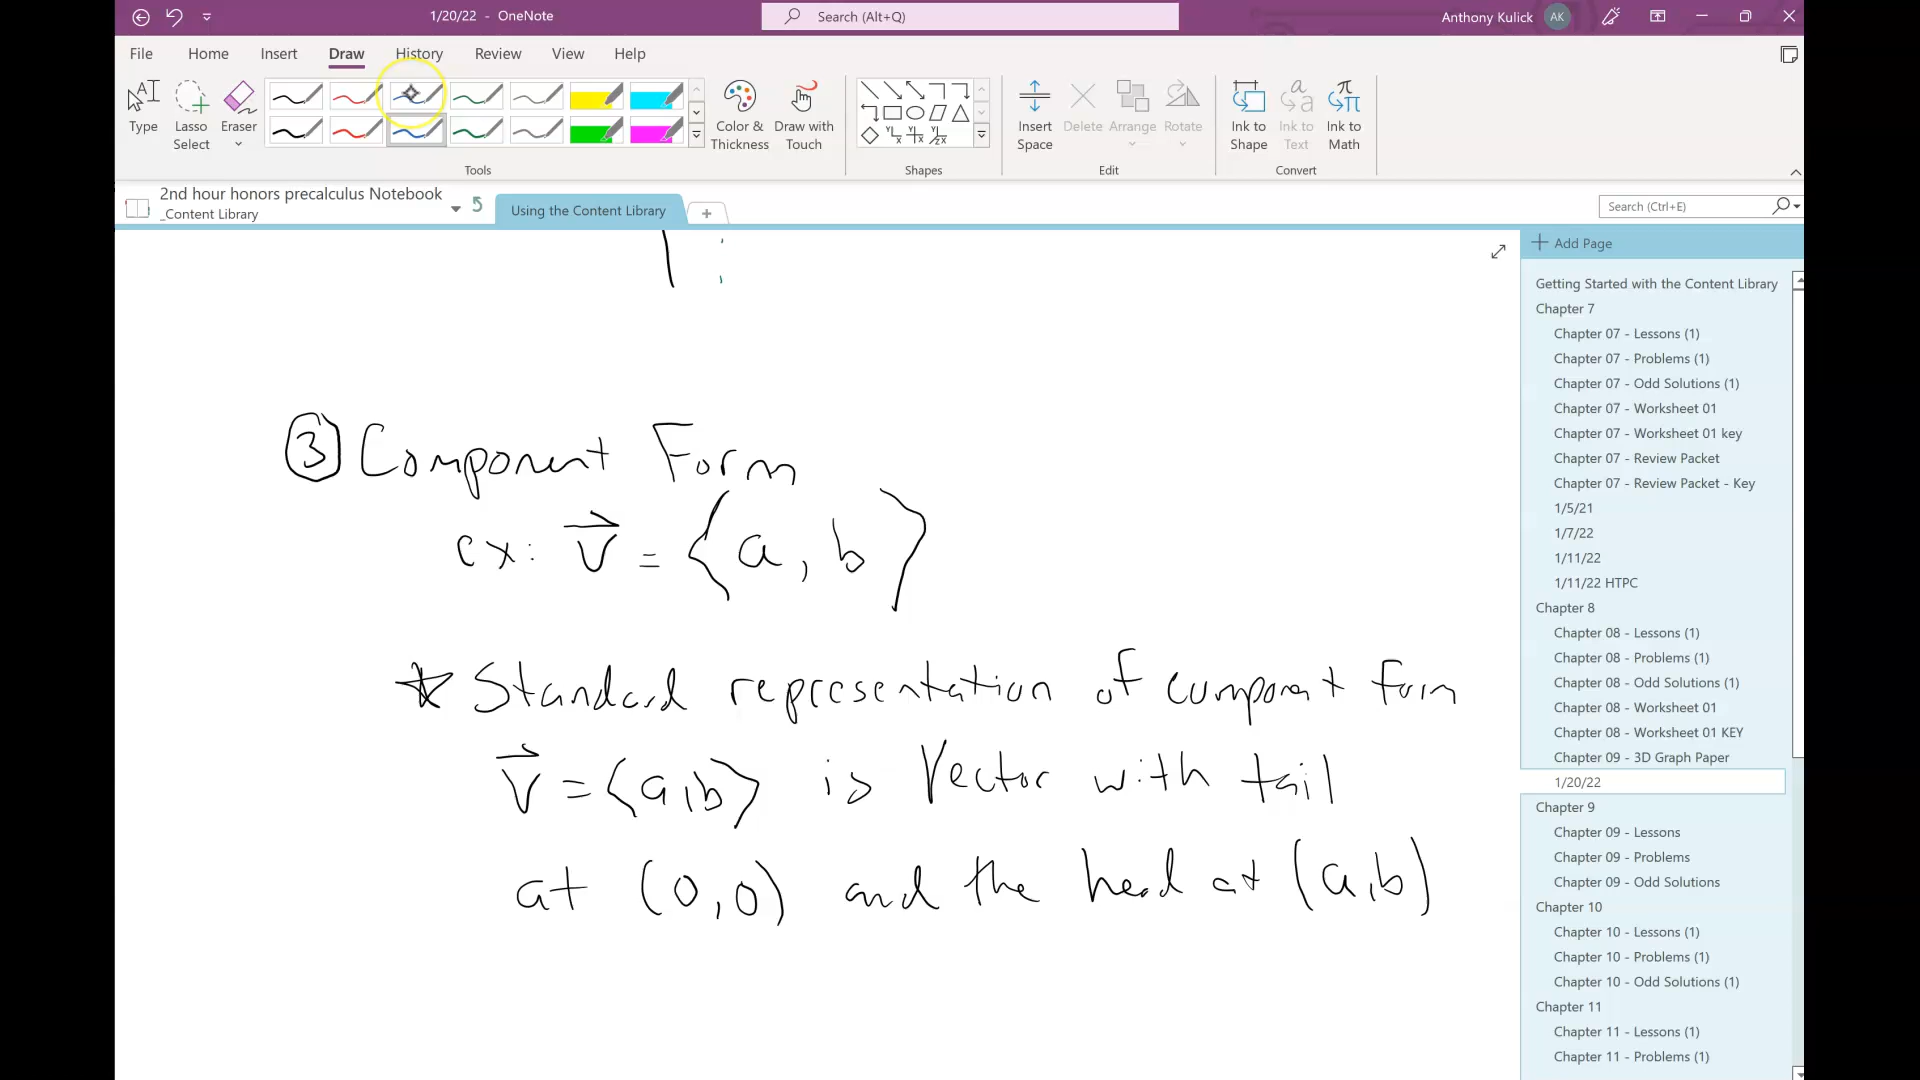 1/20/22 - OneNote
Search (Alt+Q)
Anthony Kulick
AK
File Home Insert Draw History Review View Help
Type
Lasso Select
Eraser
Color & Thickness
Draw with Touch
Tools
Shapes
Insert Space
Delete
Arrange
Rotate
Edit
Ink to Shape
Ink to Text
Ink to Math
Convert
2nd hour honors precalculus Notebook
_Content Library
Using the Content Library
Search (Ctrl+E)
③ Component Form
ex: v⃗ = ⟨a, b⟩
★ Standard representation of component form
v⃗ = ⟨a,b⟩ is Vector with tail
at (0,0) and the head at (a,b)
Add Page
Getting Started with the Content Library
Chapter 7
Chapter 07 - Lessons (1)
Chapter 07 - Problems (1)
Chapter 07 - Odd Solutions (1)
Chapter 07 - Worksheet 01
Chapter 07 - Worksheet 01 key
Chapter 07 - Review Packet
Chapter 07 - Review Packet - Key
1/5/21
1/7/22
1/11/22
1/11/22 HTPC
Chapter 8
Chapter 08 - Lessons (1)
Chapter 08 - Problems (1)
Chapter 08 - Odd Solutions (1)
Chapter 08 - Worksheet 01
Chapter 08 - Worksheet 01 KEY
Chapter 09 - 3D Graph Paper
1/20/22
Chapter 9
Chapter 09 - Lessons
Chapter 09 - Problems
Chapter 09 - Odd Solutions
Chapter 10
Chapter 10 - Lessons (1)
Chapter 10 - Problems (1)
Chapter 10 - Odd Solutions (1)
Chapter 11
Chapter 11 - Lessons (1)
Chapter 11 - Problems (1)